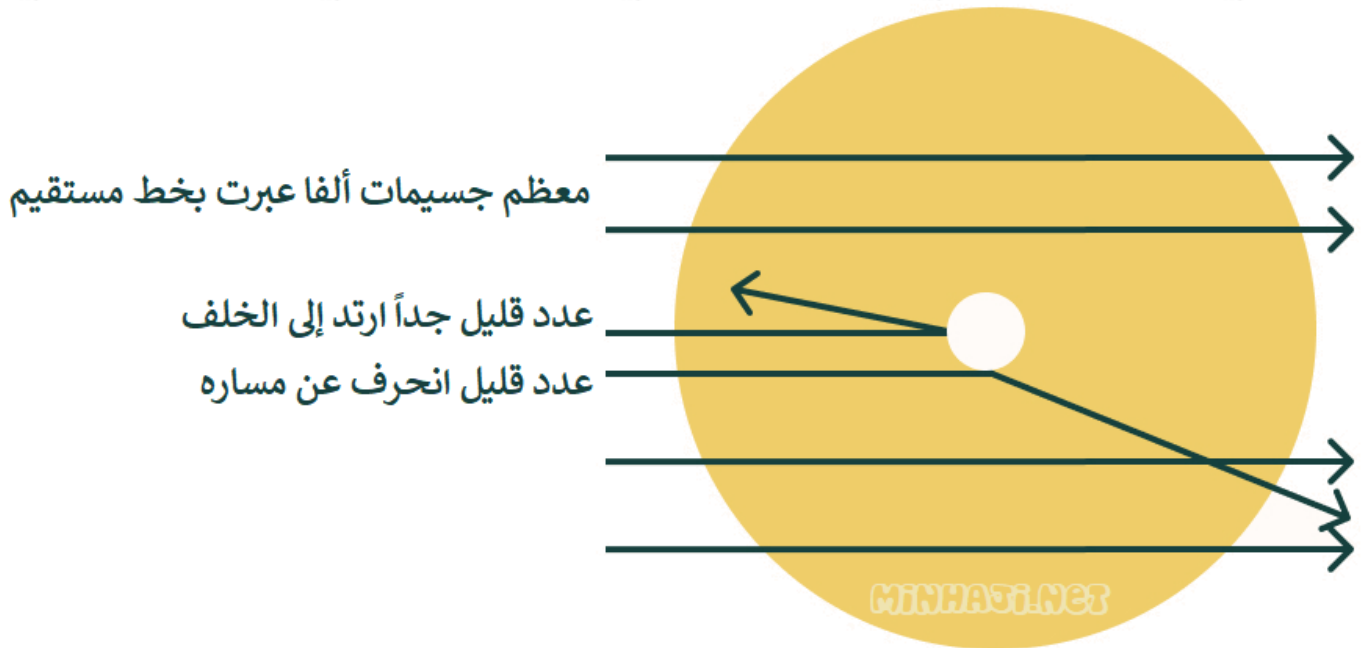 معظم جسيمات ألفا عبرت بخط مستقيم
عدد قليل جداً ارتد إلى الخلف
عدد قليل انحرف عن مساره
MINHAJI.NET